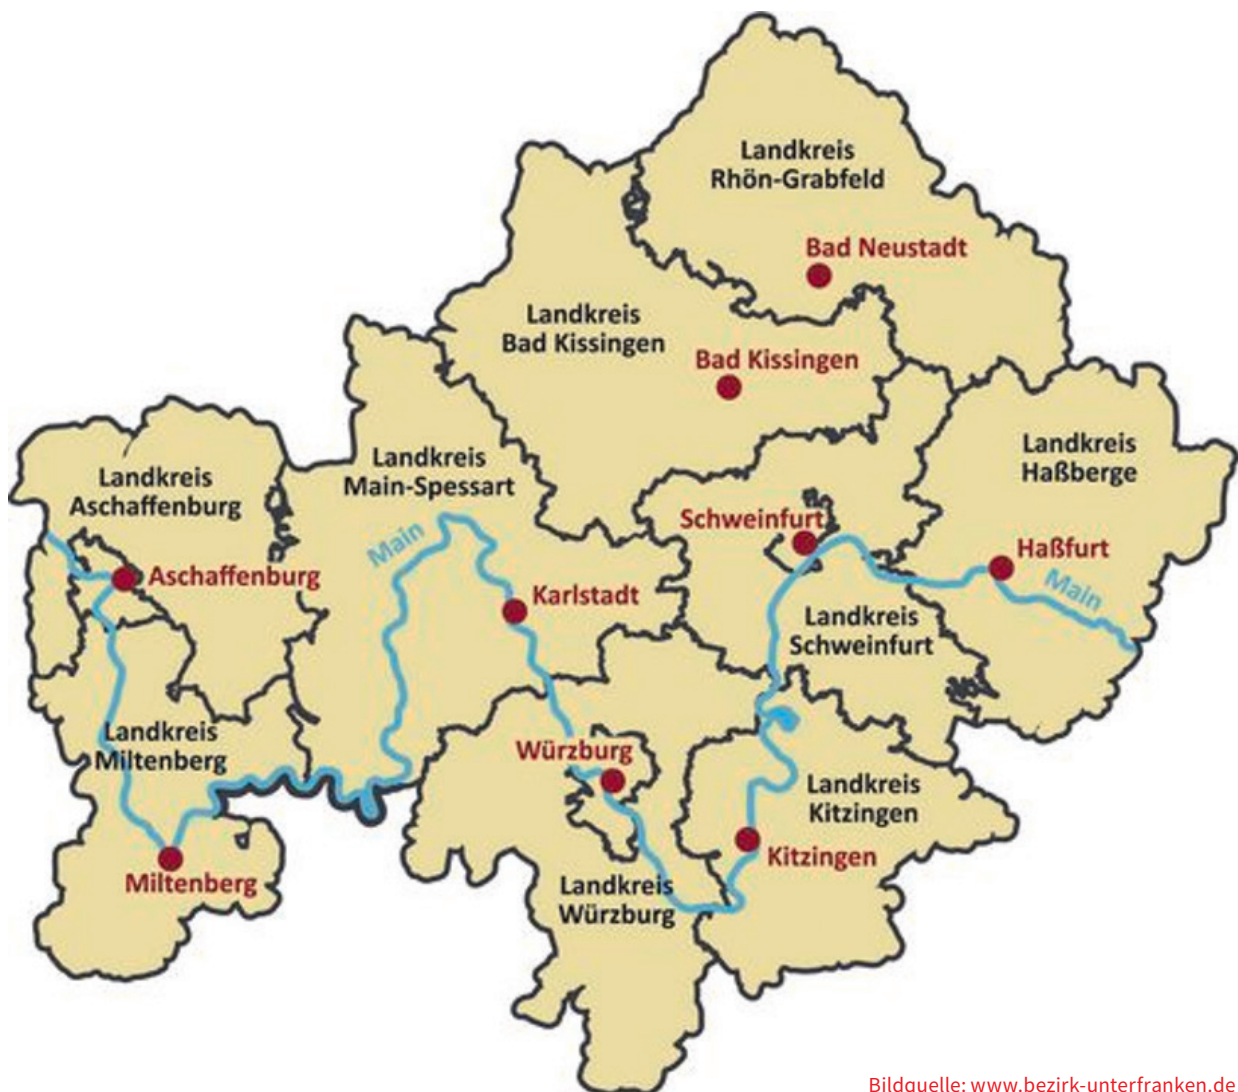 Landkreis
Rhön-Grabfeld
Bad Neustadt
Landkreis
Bad Kissingen
Bad Kissingen
Landkreis
Haßberge
Landkreis
Main-Spessart
Landkreis
Aschaffenburg
Schweinfurt
Main
Haßfurt
Aschaffenburg
Karlstadt
Main
Landkreis
Schweinfurt
Landkreis
Miltenberg
Würzburg
Landkreis
Kitzingen
Kitzingen
Miltenberg
Landkreis
Würzburg
Bildquelle: www.bezirk-unterfranken.de